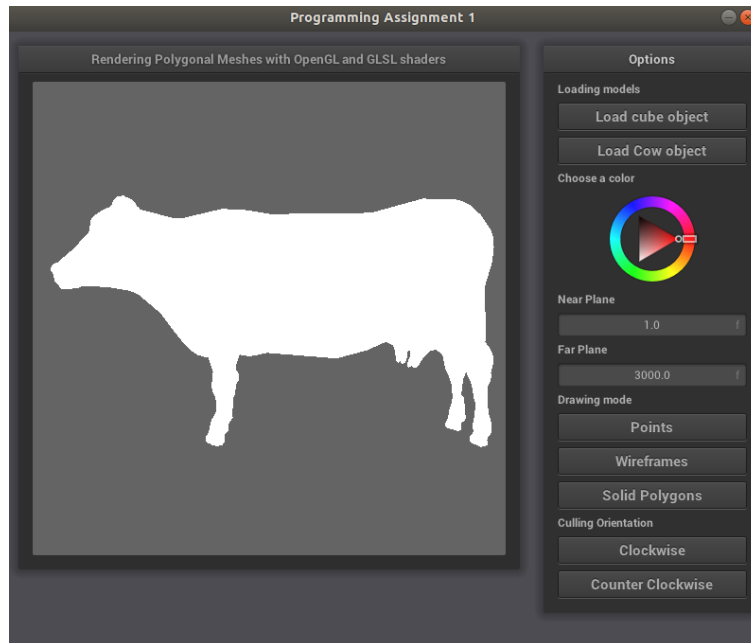 Programming Assignment 1
Rendering Polygonal Meshes with OpenGL and GLSL shaders
Options
Loading models
Load cube object
Load Cow object
Choose a color
Near Plane
1.0 f
Far Plane
3000.0 f
Drawing mode
Points
Wireframes
Solid Polygons
Culling Orientation
Clockwise
Counter Clockwise